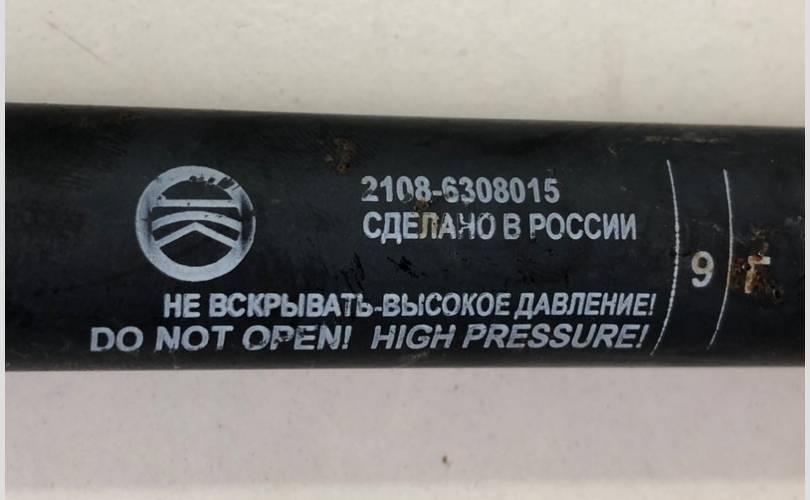 2108-6308015
СДЕЛАНО В РОССИИ
9
НЕ ВСКРЫВАТЬ-ВЫСОКОЕ ДАВЛЕНИЕ!
DO NOT OPEN! HIGH PRESSURE!